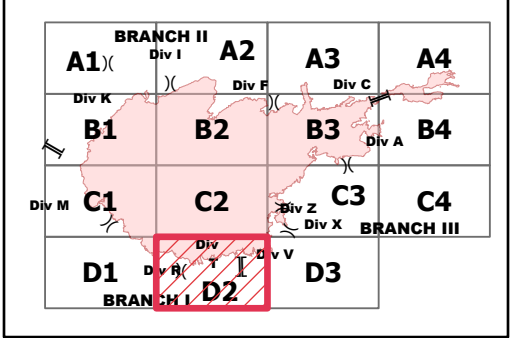 BRANCH II
A1
Div I
A2
A3
A4
Div K
Div F
Div C
B1
B2
B3
B4
Div A
Div M
C1
C2
C3
C4
Div Z
Div X
BRANCH III
Div
T
Div V
D1
Div R
D2
D3
BRANCH I